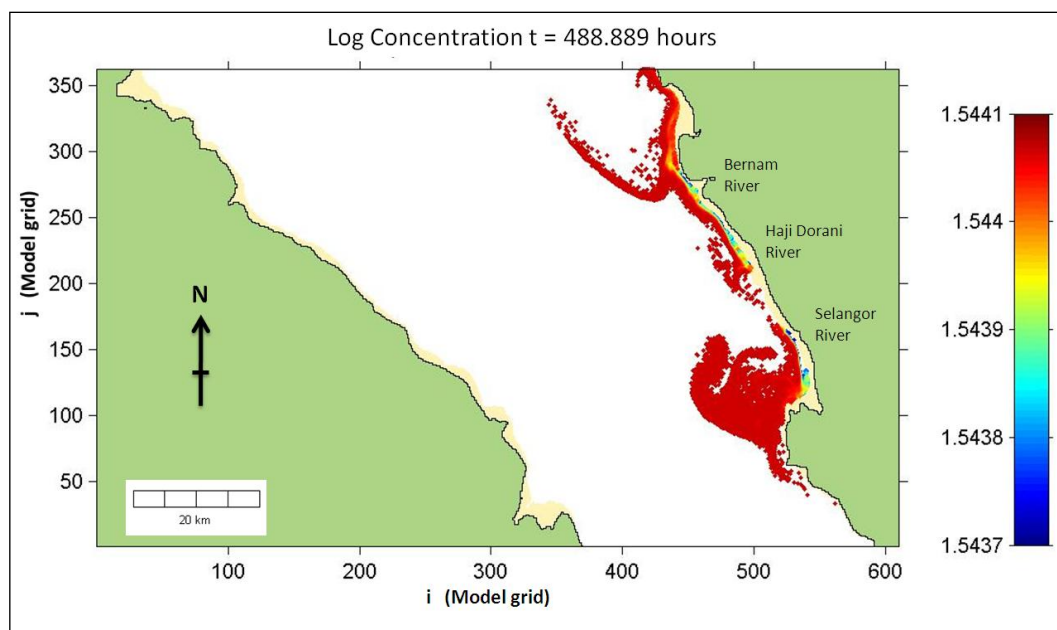 Log Concentration t = 488.889 hours
j (Model grid)
350
300
250
200
150
100
50
N
20 km
Bernam
River
Haji Dorani
River
Selangor
River
100
200
300
400
500
600
i (Model grid)
1.5441
1.544
1.5439
1.5438
1.5437